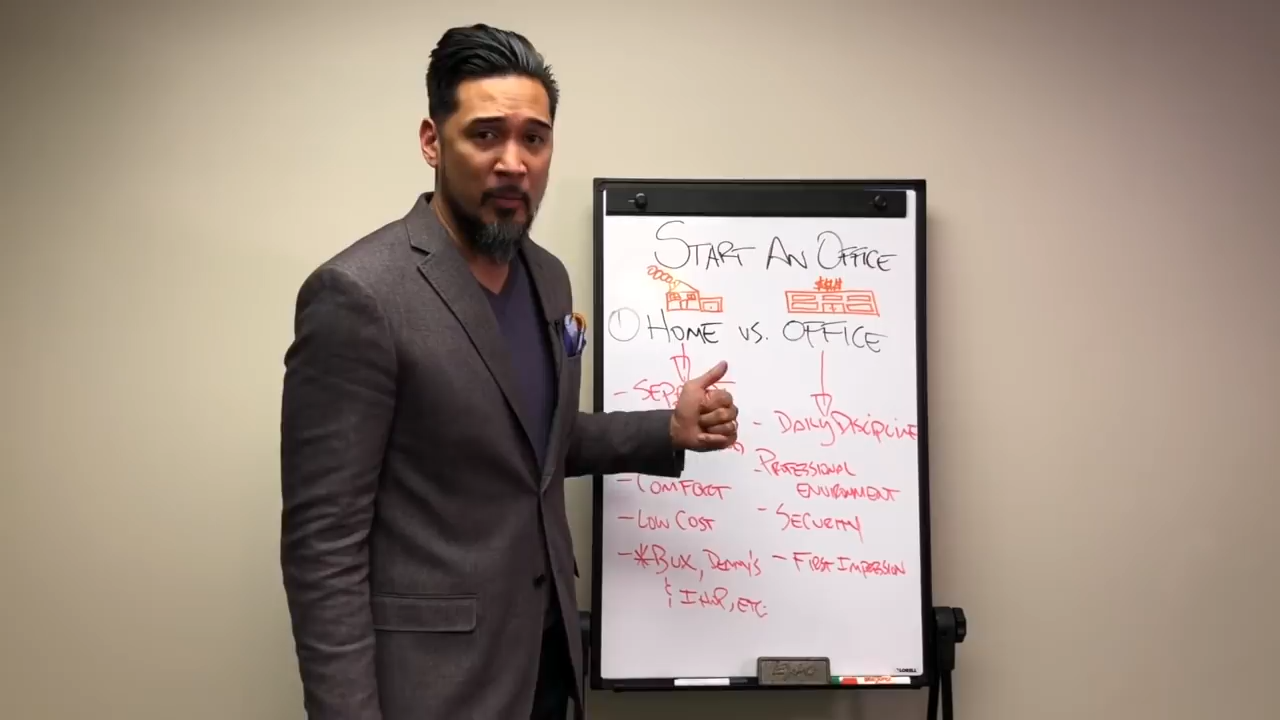 START AN OFFICE
$$$
① HOME VS. OFFICE
- COMFORT
- LOW COST
- *BUX, DENNY'S
& IHOP, ETC.
- DAILY DISCIPLINE
- PROFESSIONAL
ENVIRONMENT
- SECURITY
- FIRST IMPRESSION
EXPO